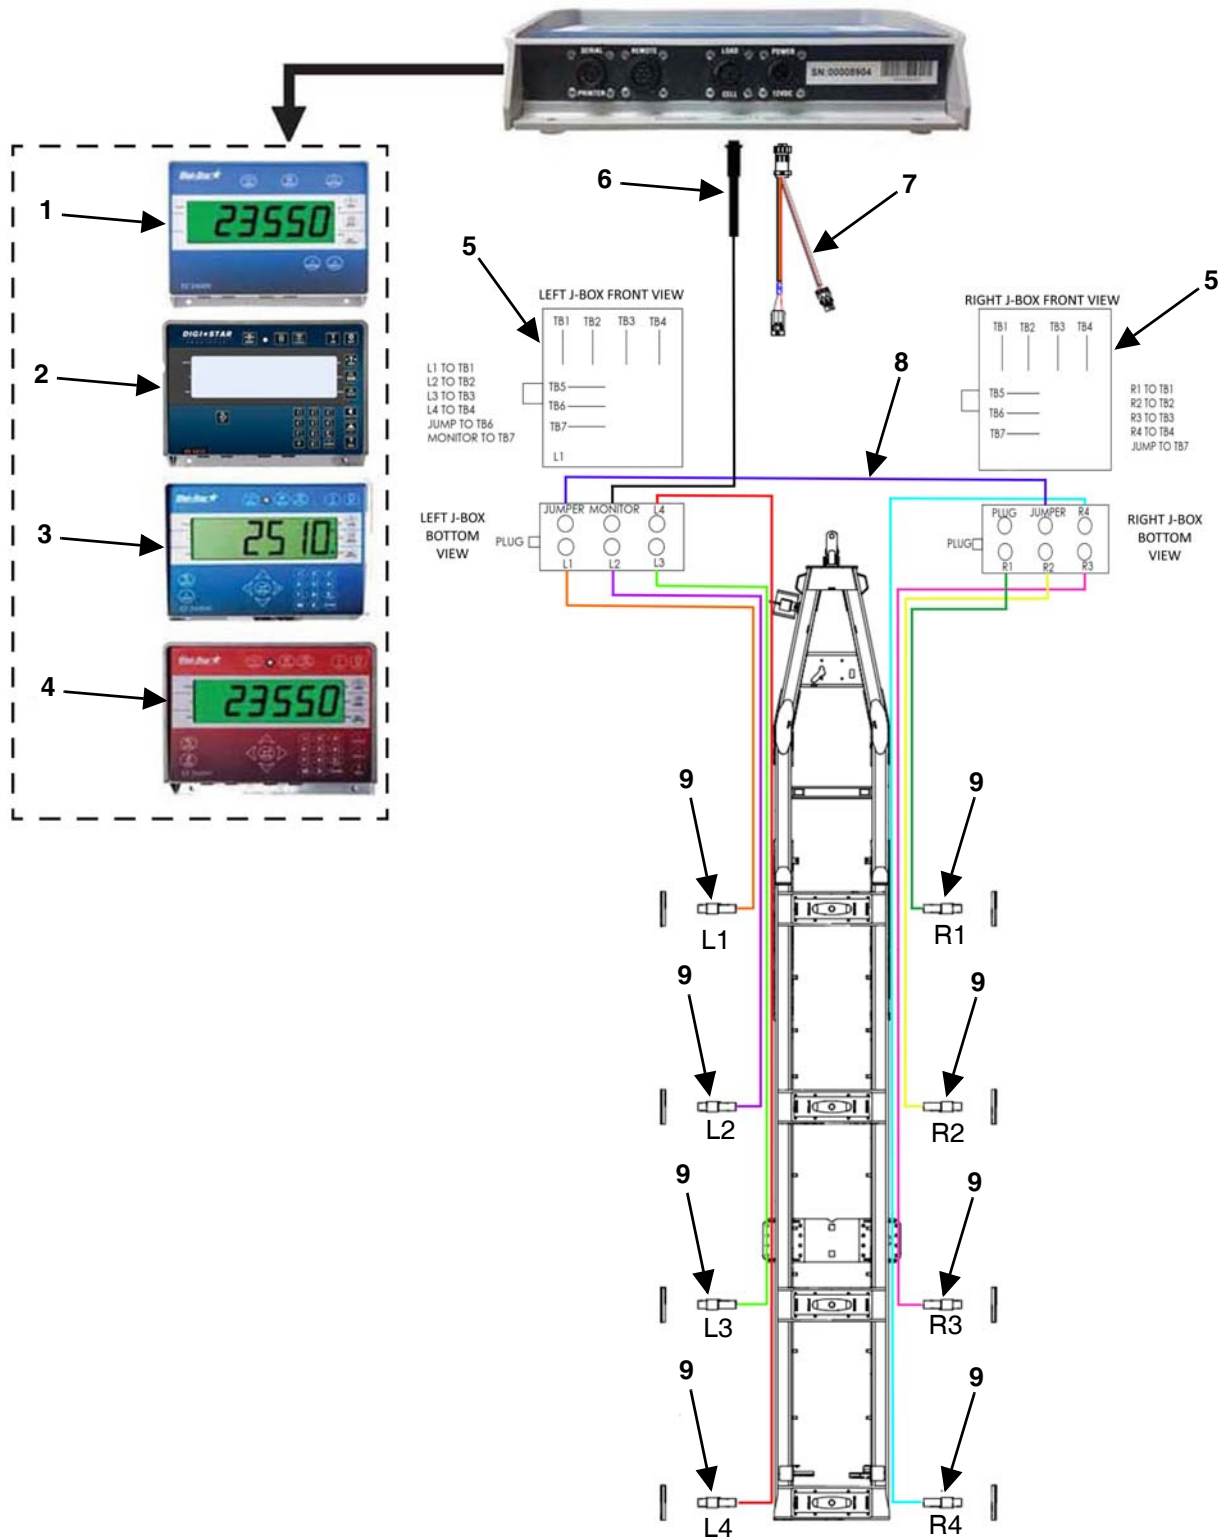 SERIAL REMOTE LOAD POWER
PRINTER CELL 12VDC
SN:00008904
1
23550
2
DIGI★STAR
3
2510
4
23550
6
7
5
LEFT J-BOX FRONT VIEW
TB1 TB2 TB3 TB4
TB5
TB6
TB7
L1
L1 TO TB1
L2 TO TB2
L3 TO TB3
L4 TO TB4
JUMP TO TB6
MONITOR TO TB7
5
RIGHT J-BOX FRONT VIEW
TB1 TB2 TB3 TB4
TB5
TB6
TB7
R1 TO TB1
R2 TO TB2
R3 TO TB3
R4 TO TB4
JUMP TO TB7
8
LEFT J-BOX
BOTTOM
VIEW
PLUG
JUMPER MONITOR L4
L1 L2 L3
PLUG
PLUG JUMPER R4
R1 R2 R3
RIGHT J-BOX
BOTTOM
VIEW
9
L1
9
R1
9
L2
9
R2
9
L3
9
R3
9
L4
9
R4